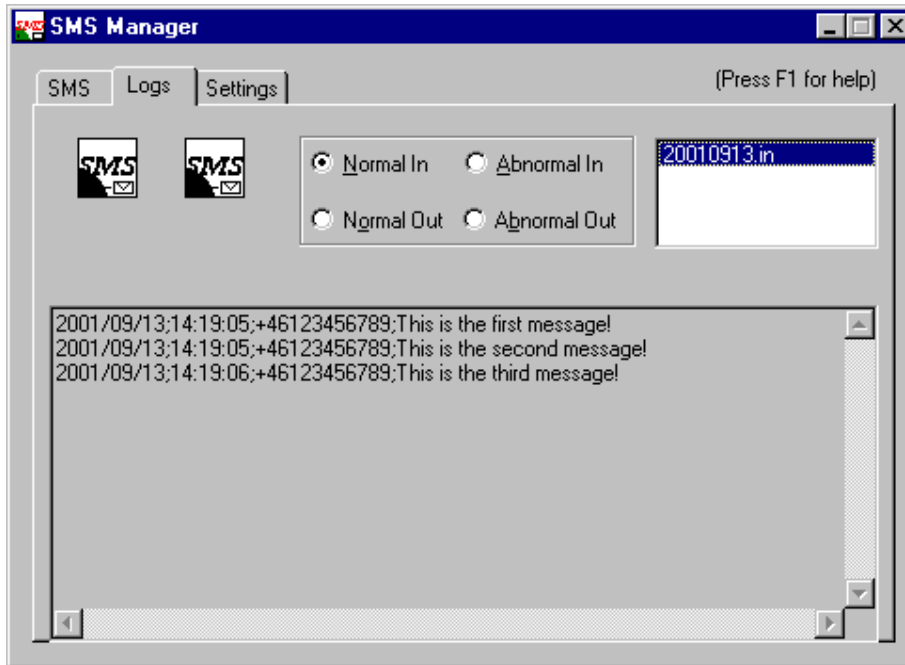 SMS Manager
SMS Logs Settings (Press F1 for help)
SMS SMS
Normal In Abnormal In
Normal Out Abnormal Out
20010913.in
2001/09/13;14:19:05;+46123456789;This is the first message!
2001/09/13;14:19:05;+46123456789;This is the second message!
2001/09/13;14:19:06;+46123456789;This is the third message!